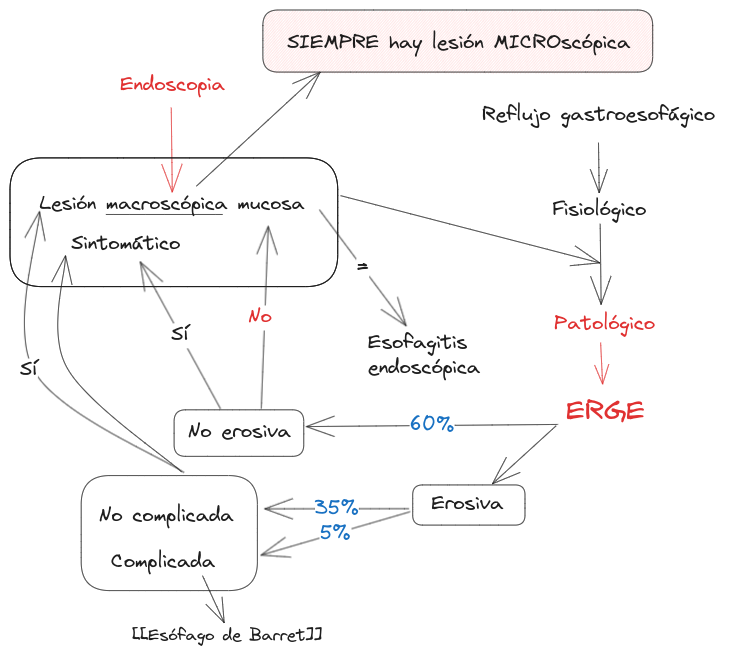 SIEMPRE hay lesión MICROscópica
Endoscopia
Reflujo gastroesofágico
Lesión macroscópica mucosa
Fisiológico
Sintomático
=
No
Patológico
Sí
Esofagitis
endoscópica
Sí
ERGE
60%
No erosiva
35%
Erosiva
No complicada
5%
Complicada
[[Esófago de Barret]]